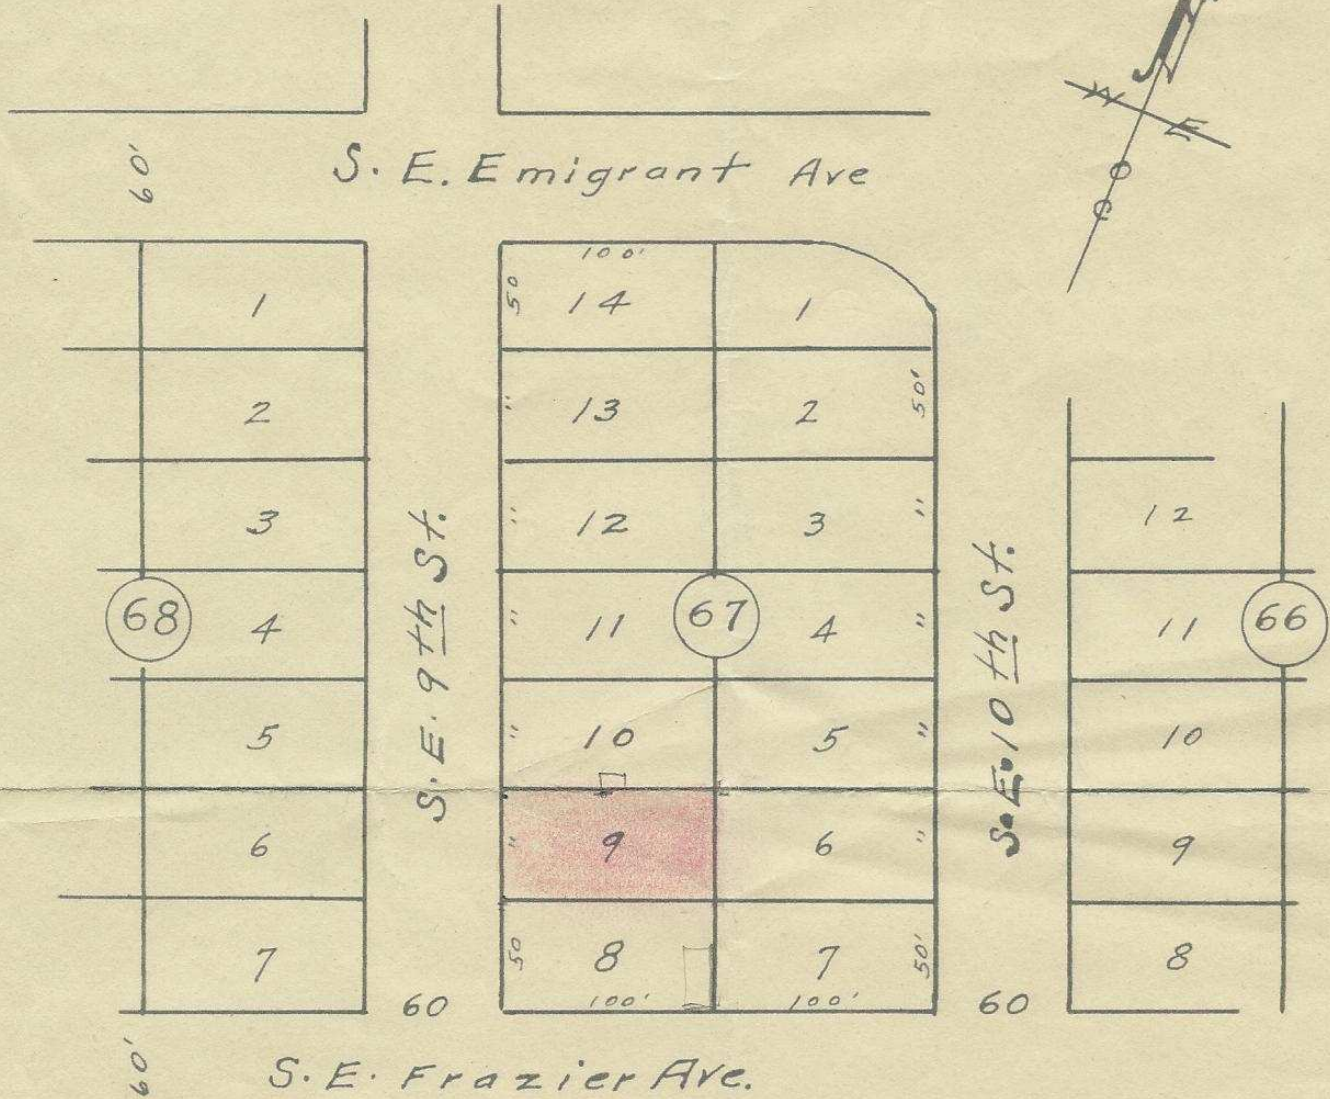 N
W
E
S
O
60'
S. E. Emigrant Ave
100'
50 14 1
1
" 13 2 50'
2
" 12 3 "
3
12
S. E. 9th St.
S. E. 10th St.
68 4
" 11 67 4 "
11 66
5
" 10 5 "
10
6
" 9 6 "
9
7
50 8 7 50'
8
60 100' 100' 60
60'
S. E. Frazier Ave.